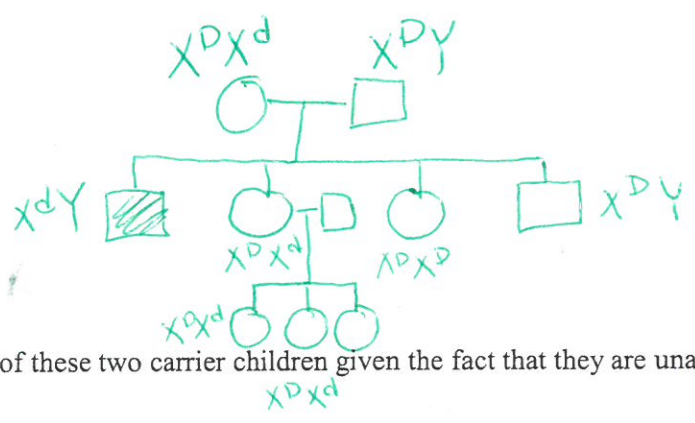 XᴰXᵈ XᴰY
XᵈY XᴰY
XᴰXᵈ XᴰXᴰ
XᴰXᵈ
of these two carrier children given the fact that they are una
XᴰXᵈ